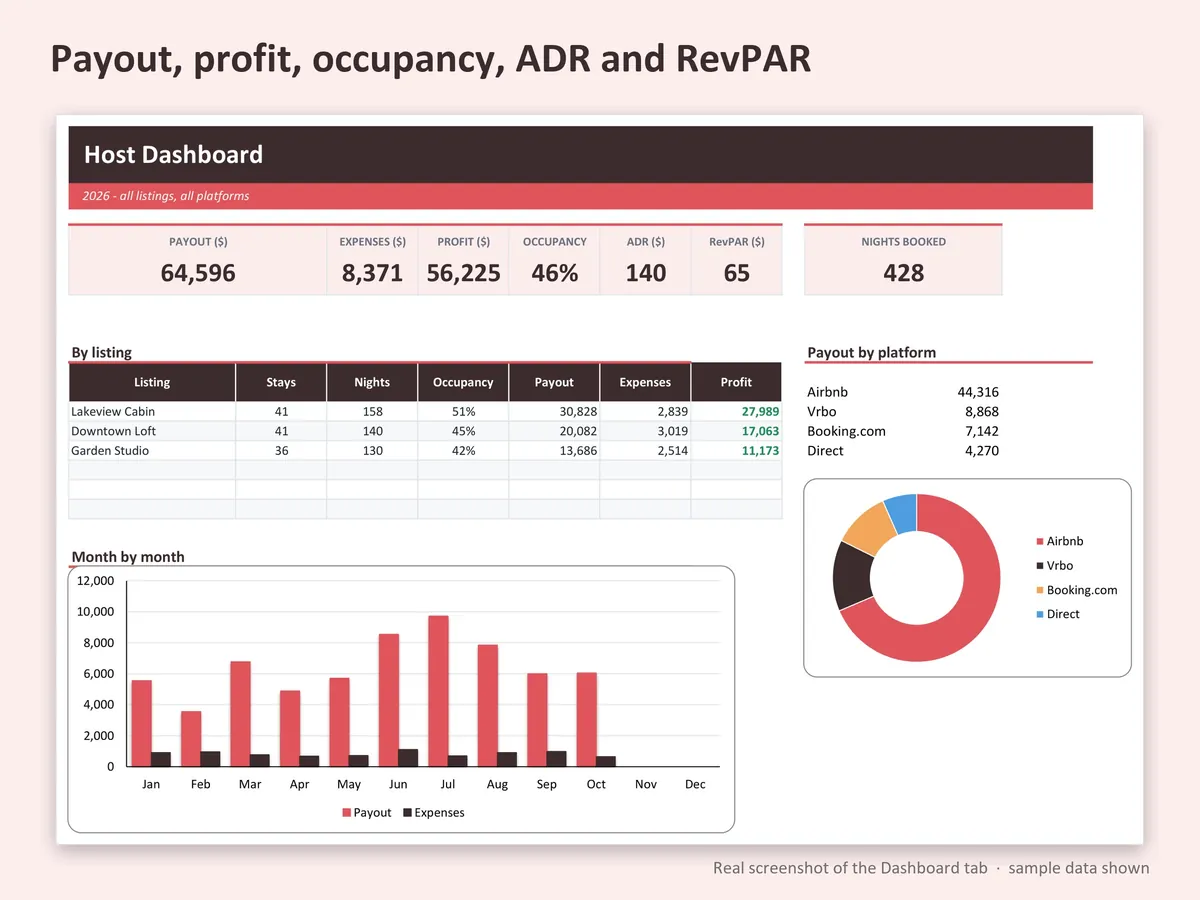 Payout, profit, occupancy, ADR and RevPAR
Host Dashboard
2026 - all listings, all platforms
PAYOUT ($) EXPENSES ($) PROFIT ($) OCCUPANCY ADR ($) RevPAR ($) NIGHTS BOOKED
64,596 8,371 56,225 46% 140 65 428
By listing
Listing Stays Nights Occupancy Payout Expenses Profit
Lakeview Cabin 41 158 51% 30,828 2,839 27,989
Downtown Loft 41 140 45% 20,082 3,019 17,063
Garden Studio 36 130 42% 13,686 2,514 11,173
Payout by platform
Airbnb 44,316
Vrbo 8,868
Booking.com 7,142
Direct 4,270
Airbnb
Vrbo
Booking.com
Direct
Month by month
12,000
10,000
8,000
6,000
4,000
2,000
0
Jan Feb Mar Apr May Jun Jul Aug Sep Oct Nov Dec
Payout Expenses
Real screenshot of the Dashboard tab · sample data shown